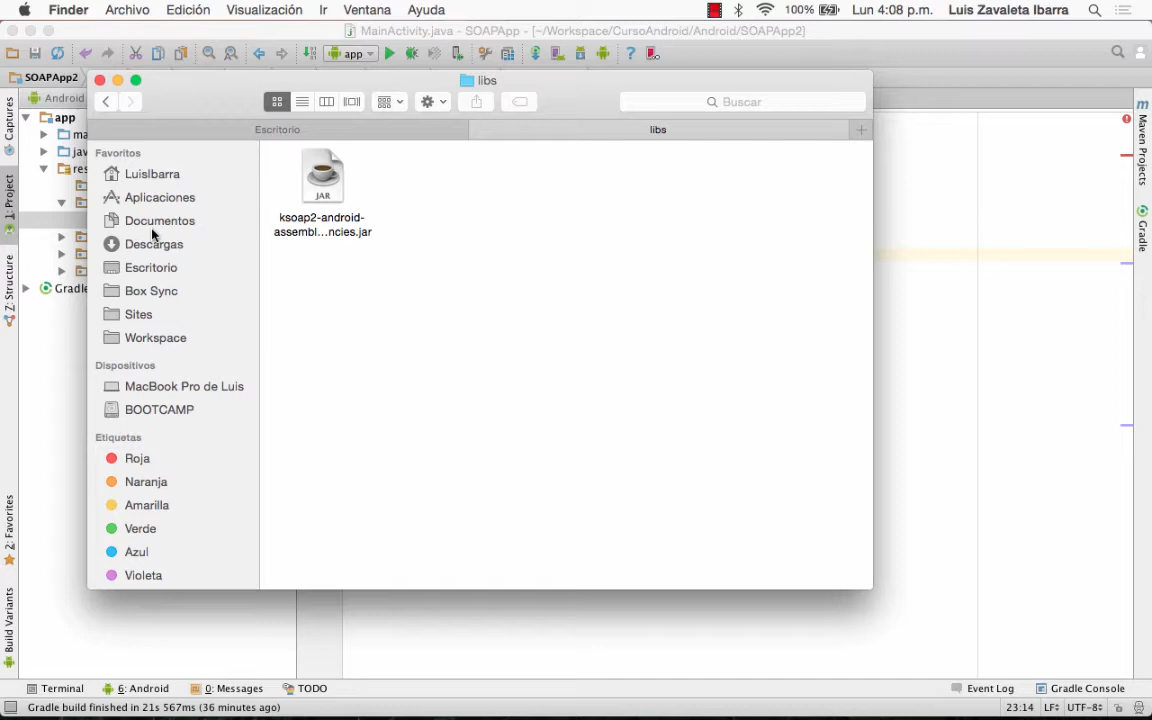 Finder Archivo Edición Visualización Ir Ventana Ayuda 100% Lun 4:08 p.m. Luis Zavaleta Ibarra
MainActivity.java - SOAPApp - [~/Workspace/CursoAndroid/Android/SOAPApp2]
app
SOAPApp2
libs
Buscar
Escritorio
libs
Android
app
ma
jav
res
Gradle
Captures
1: Project
Z: Structure
2: Favorites
Build Variants
Favoritos
LuisIbarra
Aplicaciones
Documentos
Descargas
Escritorio
Box Sync
Sites
Workspace
Dispositivos
MacBook Pro de Luis
BOOTCAMP
Etiquetas
Roja
Naranja
Amarilla
Verde
Azul
Violeta
JAR
ksoap2-android-
assembl...ncies.jar
m
Maven Projects
Gradle
Terminal 6: Android 0: Messages TODO Event Log Gradle Console
Gradle build finished in 21s 567ms (36 minutes ago) 23:14 LF÷ UTF-8÷